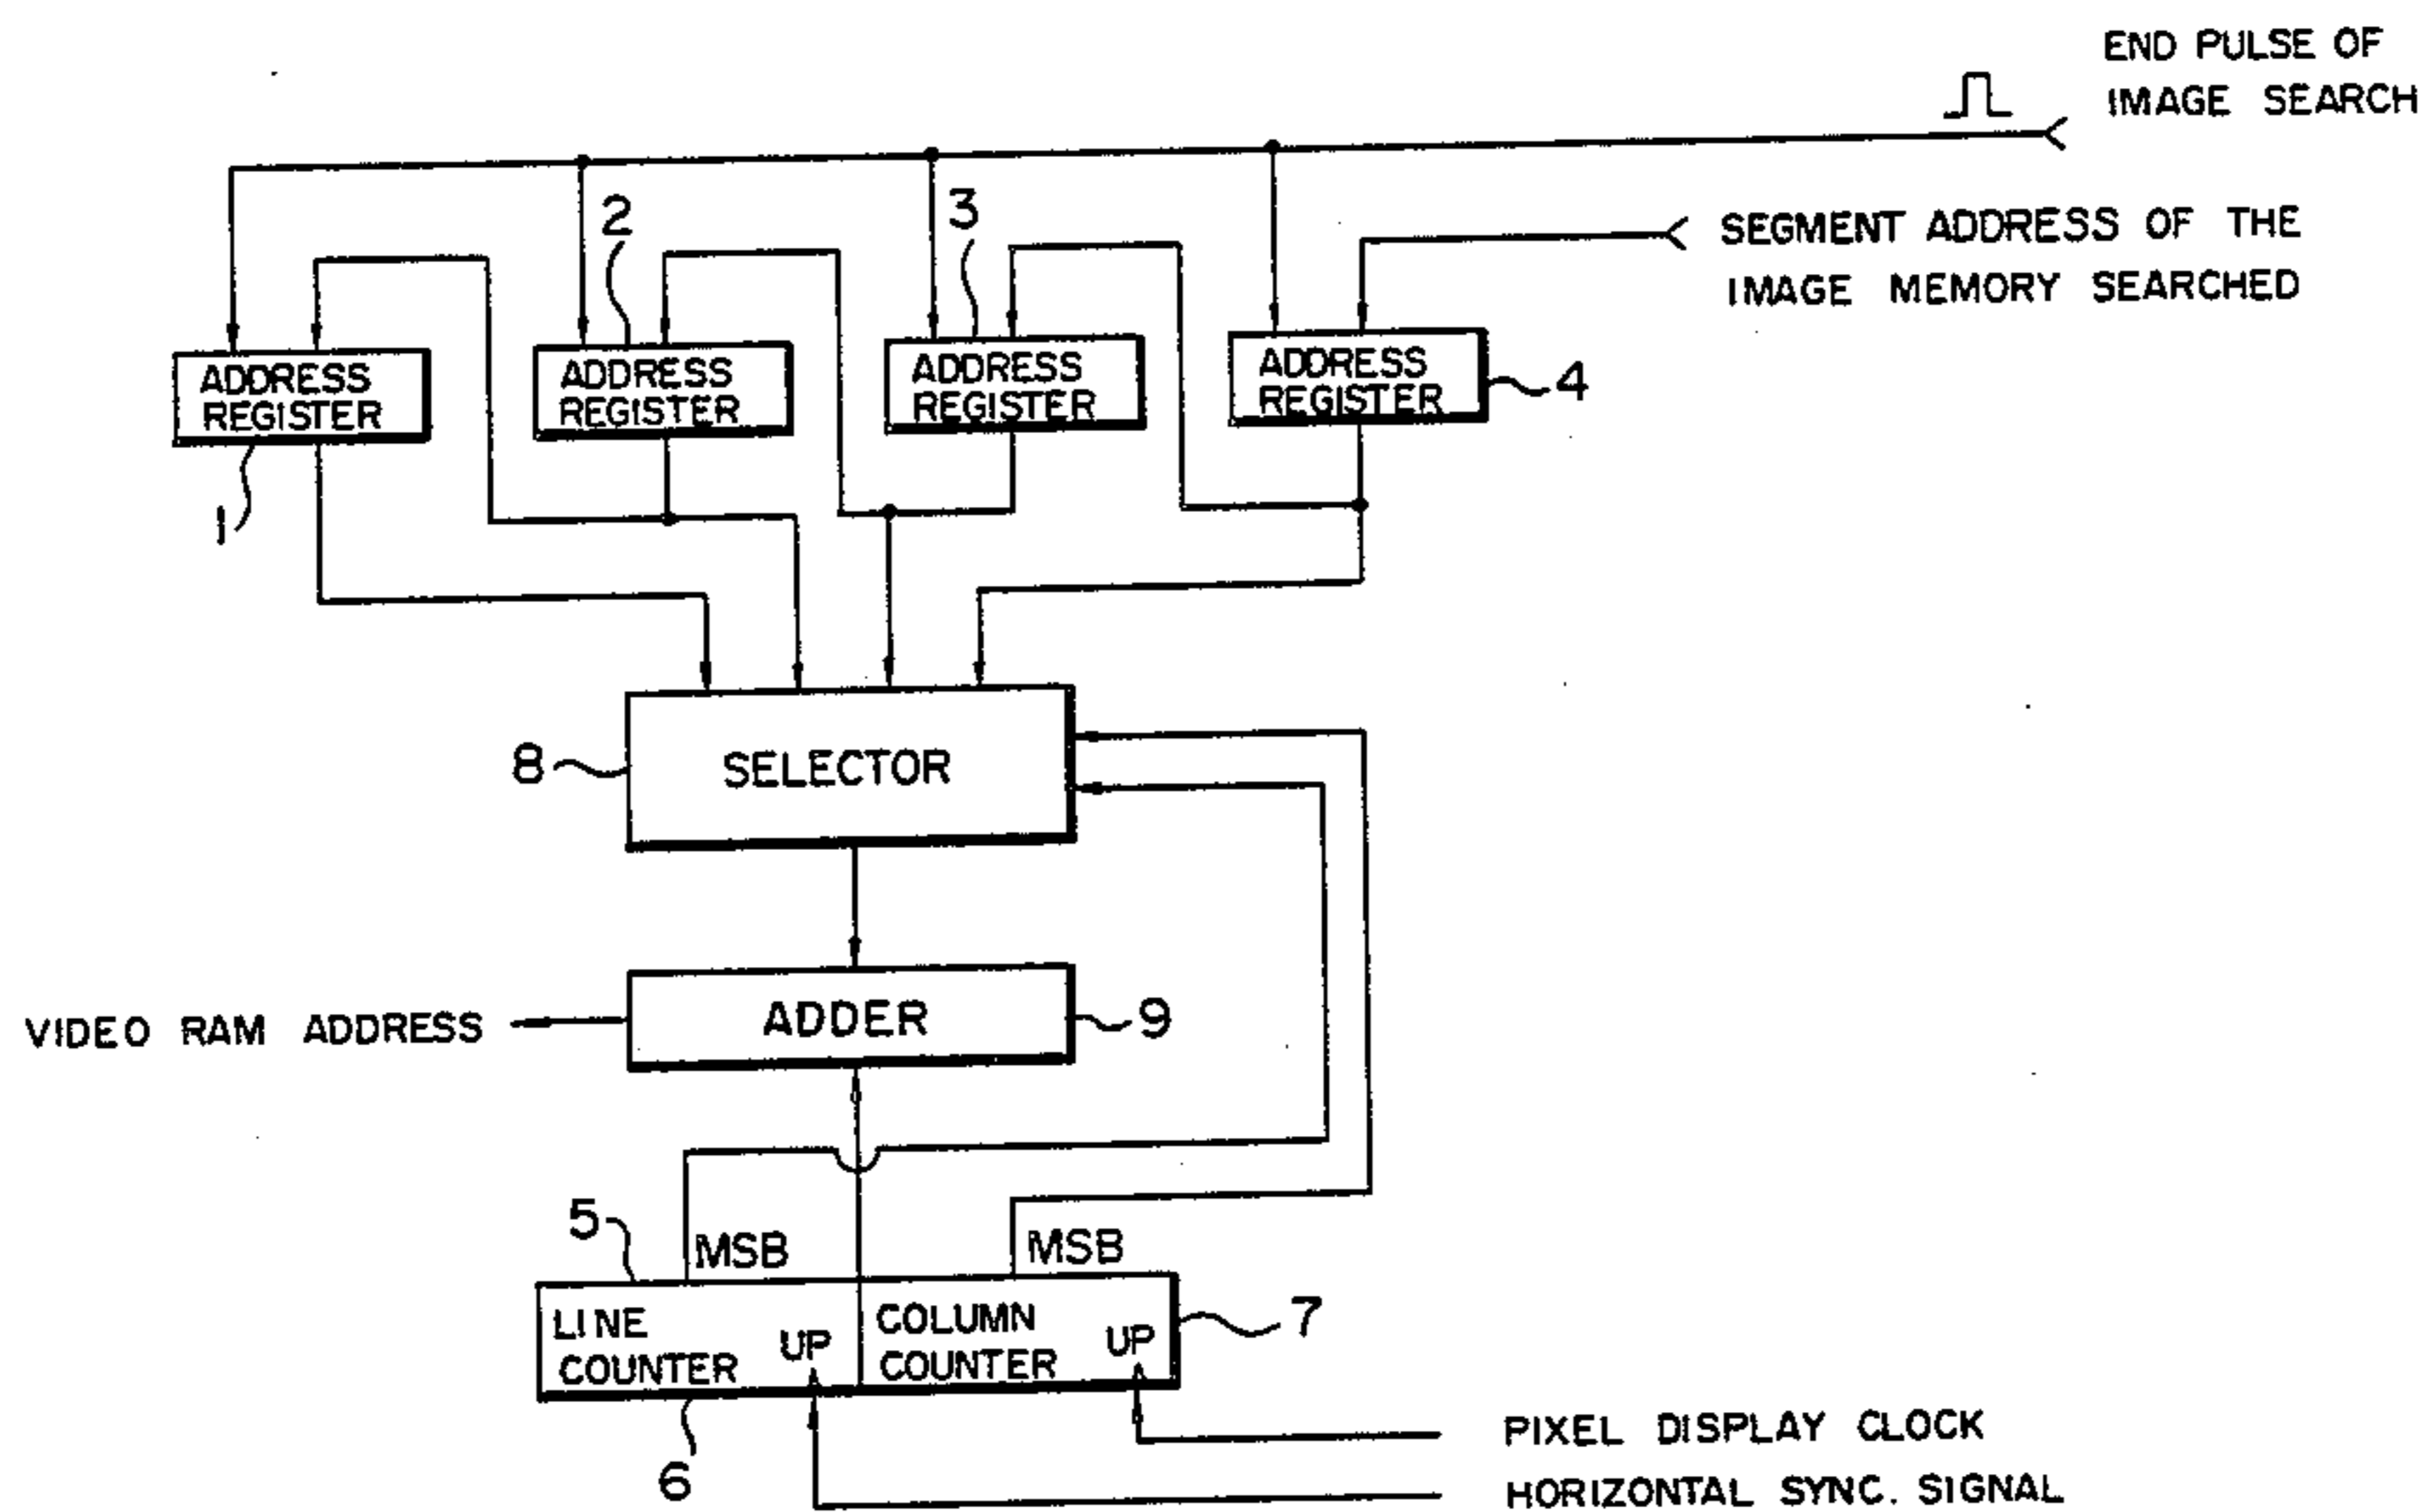 END PULSE OF
IMAGE SEARCH
SEGMENT ADDRESS OF THE
IMAGE MEMORY SEARCHED
2
3
ADDRESS
REGISTER
ADDRESS
REGISTER
ADDRESS
REGISTER
ADDRESS
REGISTER
4
1
8
SELECTOR
VIDEO RAM ADDRESS
ADDER
9
5
MSB
MSB
LINE
COUNTER
UP
COLUMN
COUNTER
UP
7
6
PIXEL DISPLAY CLOCK
HORIZONTAL SYNC. SIGNAL